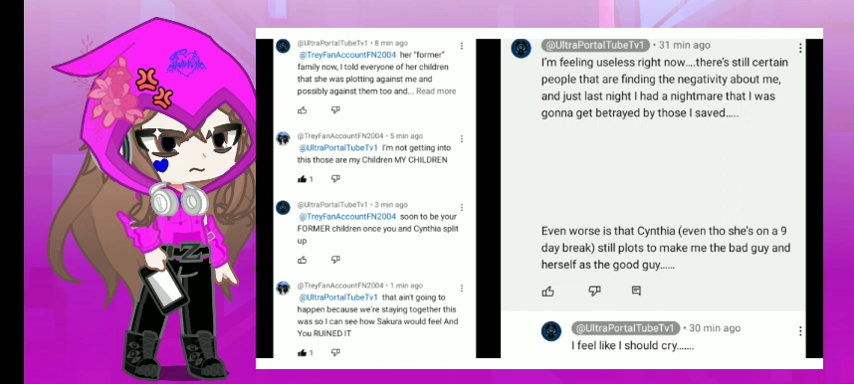 @UltraPortalTubeTv1 • 8 min ago
@TreyFanAccountFN2004 her "former"
family now, I told everyone of her children
that she was plotting against me and
possibly against them too and... Read more
@TreyFanAccountFN2004 • 5 min ago
@UltraPortalTubeTv1 I'm not getting into
this those are my Children MY CHILDREN
1
@UltraPortalTubeTv1 • 3 min ago
@TreyFanAccountFN2004 soon to be your
FORMER children once you and Cynthia split
up
@TreyFanAccountFN2004 • 1 min ago
@UltraPortalTubeTv1 that ain't going to
happen because we're staying together this
was so I can see how Sakura would feel And
You RUINED IT
1
@UltraPortalTubeTv1 • 31 min ago
I'm feeling useless right now....there's still certain
people that are finding the negativity about me,
and just last night I had a nightmare that I was
gonna get betrayed by those I saved.....
Even worse is that Cynthia (even tho she's on a 9
day break) still plots to make me the bad guy and
herself as the good guy......
@UltraPortalTubeTv1 • 30 min ago
I feel like I should cry.......